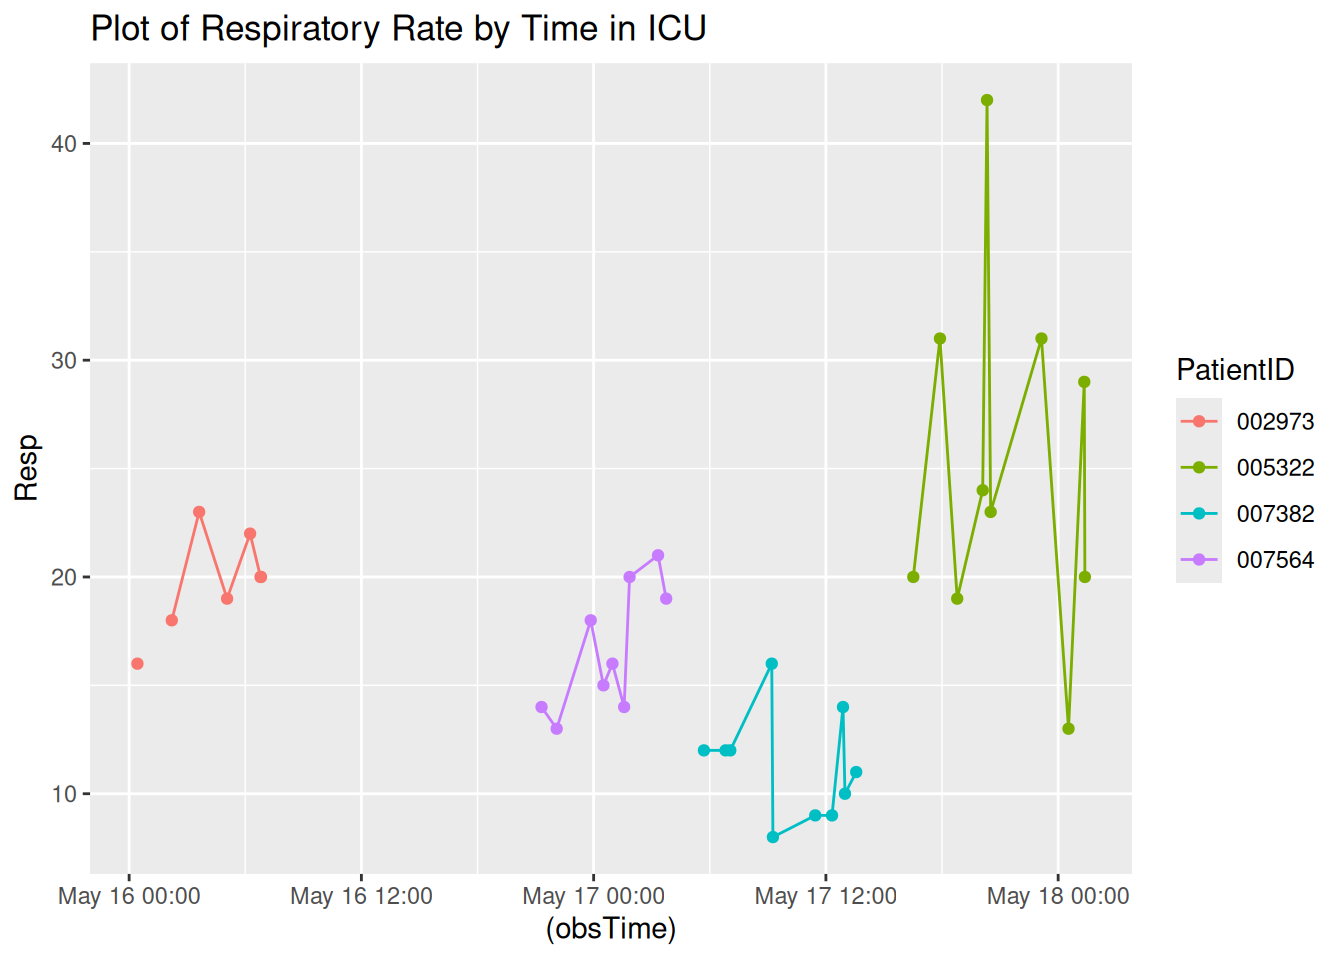 Plot of Respiratory Rate by Time in ICU
40
30
20
10
Resp
May 16 00:00
May 16 12:00
May 17 00:00
May 17 12:00
May 18 00:00
(obsTime)
PatientID
002973
005322
007382
007564